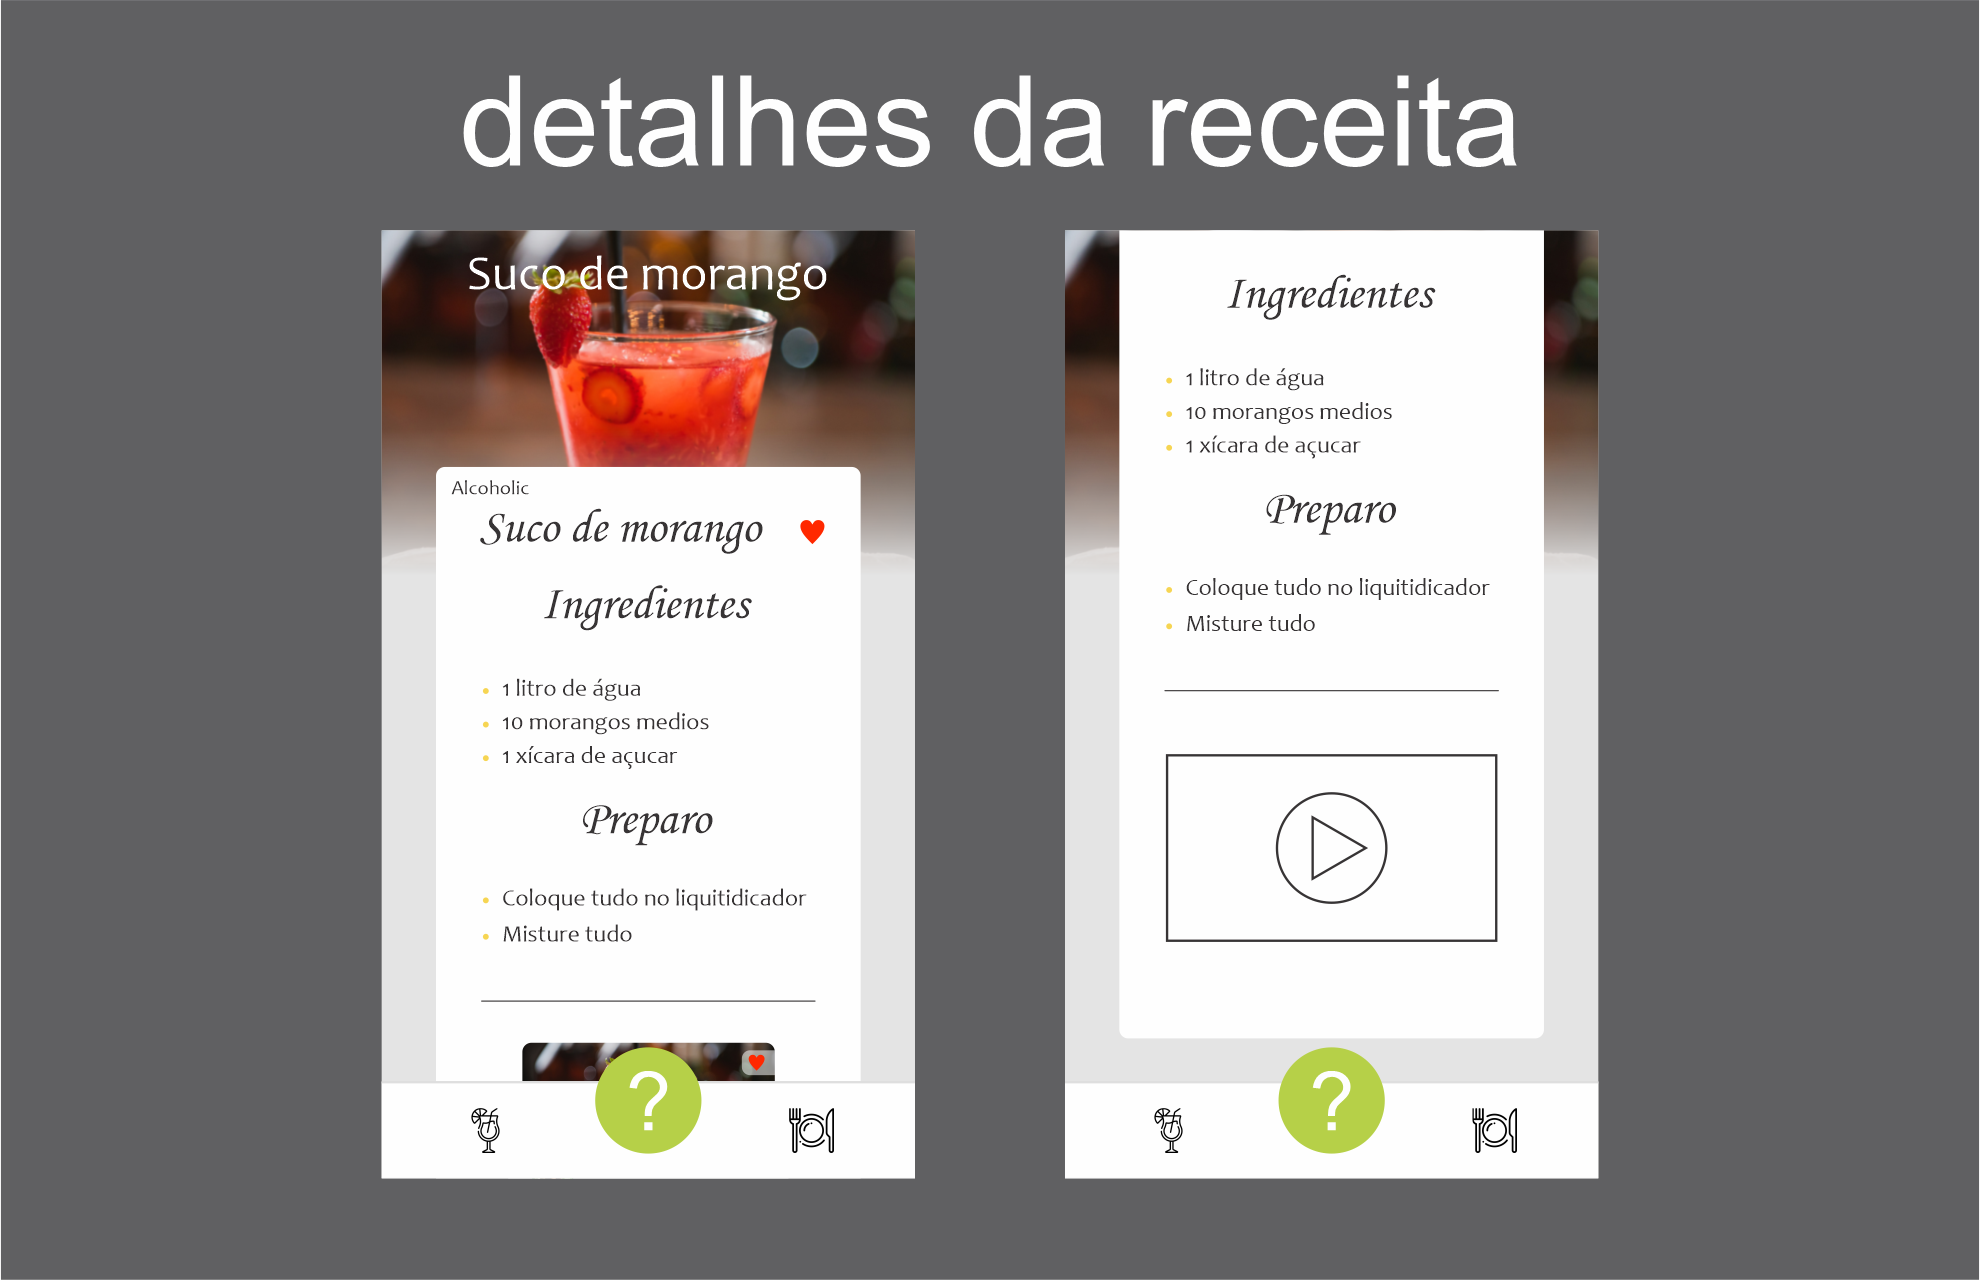 detalhes da receita
Suco de morango
Alcoholic
Suco de morango
Ingredientes
1 litro de água
10 morangos medios
1 xícara de açucar
Preparo
Coloque tudo no liquitidicador
Misture tudo
?
Ingredientes
1 litro de água
10 morangos medios
1 xícara de açucar
Preparo
Coloque tudo no liquitidicador
Misture tudo
?